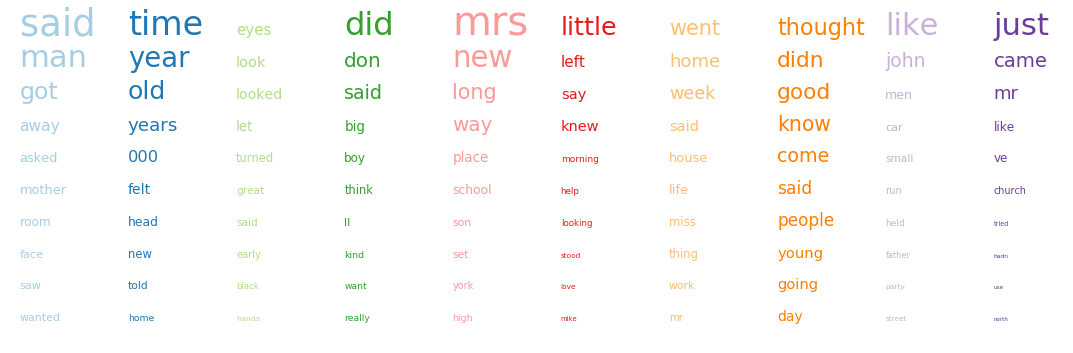 said time eyes did mrs little went thought like just
man year look don new left home didn john came
got old looked said long say week good men mr
away years let big way knew said know car like
asked 000 turned boy place morning house come small ve
mother felt great think school help life said run church
room head said ll son looking miss people held tried
face new early kind set stood thing young father hadn
saw told black want york love work going party use
wanted home hands really high mike mr day street north